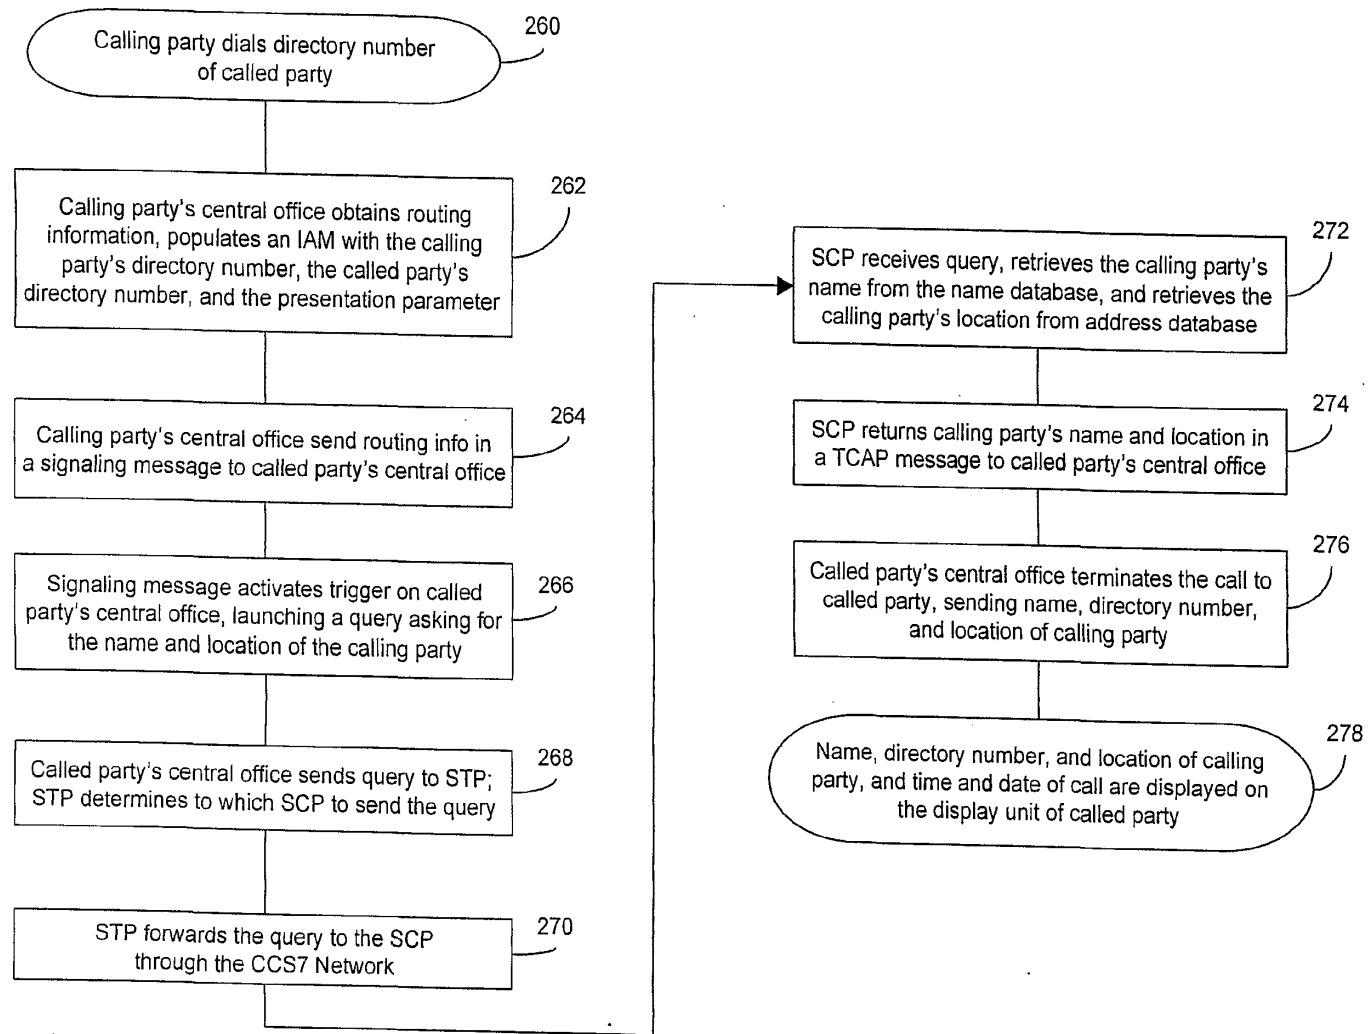 Calling party dials directory number
of called party
260
Calling party's central office obtains routing
information, populates an IAM with the calling
party's directory number, the called party's
directory number, and the presentation parameter
262
Calling party's central office send routing info in
a signaling message to called party's central office
264
Signaling message activates trigger on called
party's central office, launching a query asking for
the name and location of the calling party
266
Called party's central office sends query to STP;
STP determines to which SCP to send the query
268
STP forwards the query to the SCP
through the CCS7 Network
270
SCP receives query, retrieves the calling party's
name from the name database, and retrieves the
calling party's location from address database
272
SCP returns calling party's name and location in
a TCAP message to called party's central office
274
Called party's central office terminates the call to
called party, sending name, directory number,
and location of calling party
276
Name, directory number, and location of calling
party, and time and date of call are displayed on
the display unit of called party
278